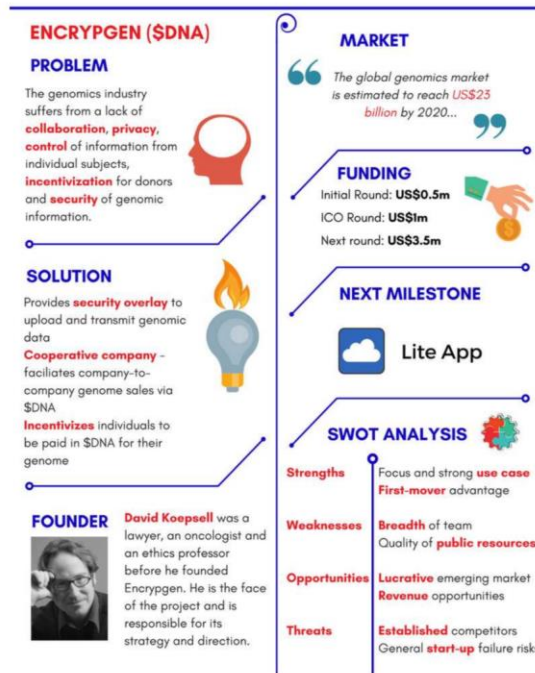 ENCRYPGEN ($DNA)
PROBLEM
The genomics industry
suffers from a lack of
collaboration, privacy,
control of information from
individual subjects,
incentivization for donors
and security of genomic
information.
SOLUTION
Provides security overlay to
upload and transmit genomic
data
Cooperative company -
faciliates company-to-
company genome sales via
$DNA
Incentivizes individuals to
be paid in $DNA for their
genome
FOUNDER
David Koepsell was a
lawyer, an oncologist and
an ethics professor
before he founded
Encrypgen. He is the face
of the project and is
responsible for its
strategy and direction.
MARKET
“
The global genomics market
is estimated to reach US$23
billion by 2020...
”
FUNDING
Initial Round: US$0.5m
ICO Round: US$1m
Next round: US$3.5m
$
NEXT MILESTONE
Lite App
SWOT ANALYSIS
Strengths Focus and strong use case
First-mover advantage
Weaknesses Breadth of team
Quality of public resources
Opportunities Lucrative emerging market
Revenue opportunities
Threats Established competitors
General start-up failure risk